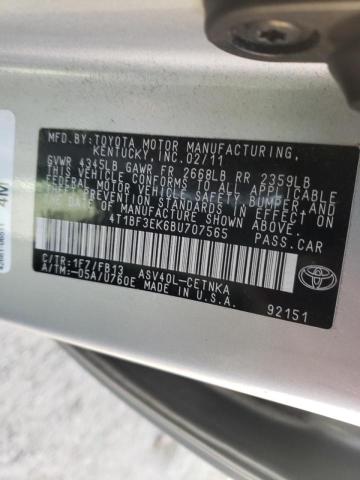 MFD.BY:TOYOTA MOTOR MANUFACTURING,
KENTUCKY,INC.02/11
GVWR 4345LB GAWR FR 2668LB RR 2359LB
THIS VEHICLE CONFORMS TO ALL APPLICABLE
FEDERAL MOTOR VEHICLE SAFETY, BUMPER, AND
THEFT PREVENTION STANDARDS IN EFFECT ON
THE DATE OF MANUFACTURE SHOWN ABOVE.
4T1BF3EK6BU707565 PASS.CAR
C/TR:1F7/FB13 ASV40L-CETNKA
A/TM:-05A/U760E MADE IN U.S.A.
TOYOTA
92151
4M